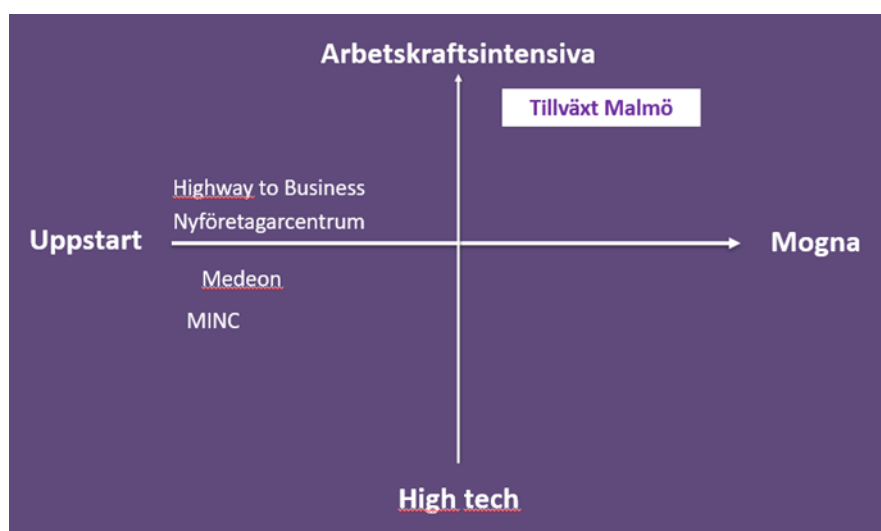 Arbetskraftsintensiva
Tillväxt Malmö
Highway to Business
Nyföretagarcentrum
Uppstart
Mogna
Medeon
MINC
High tech